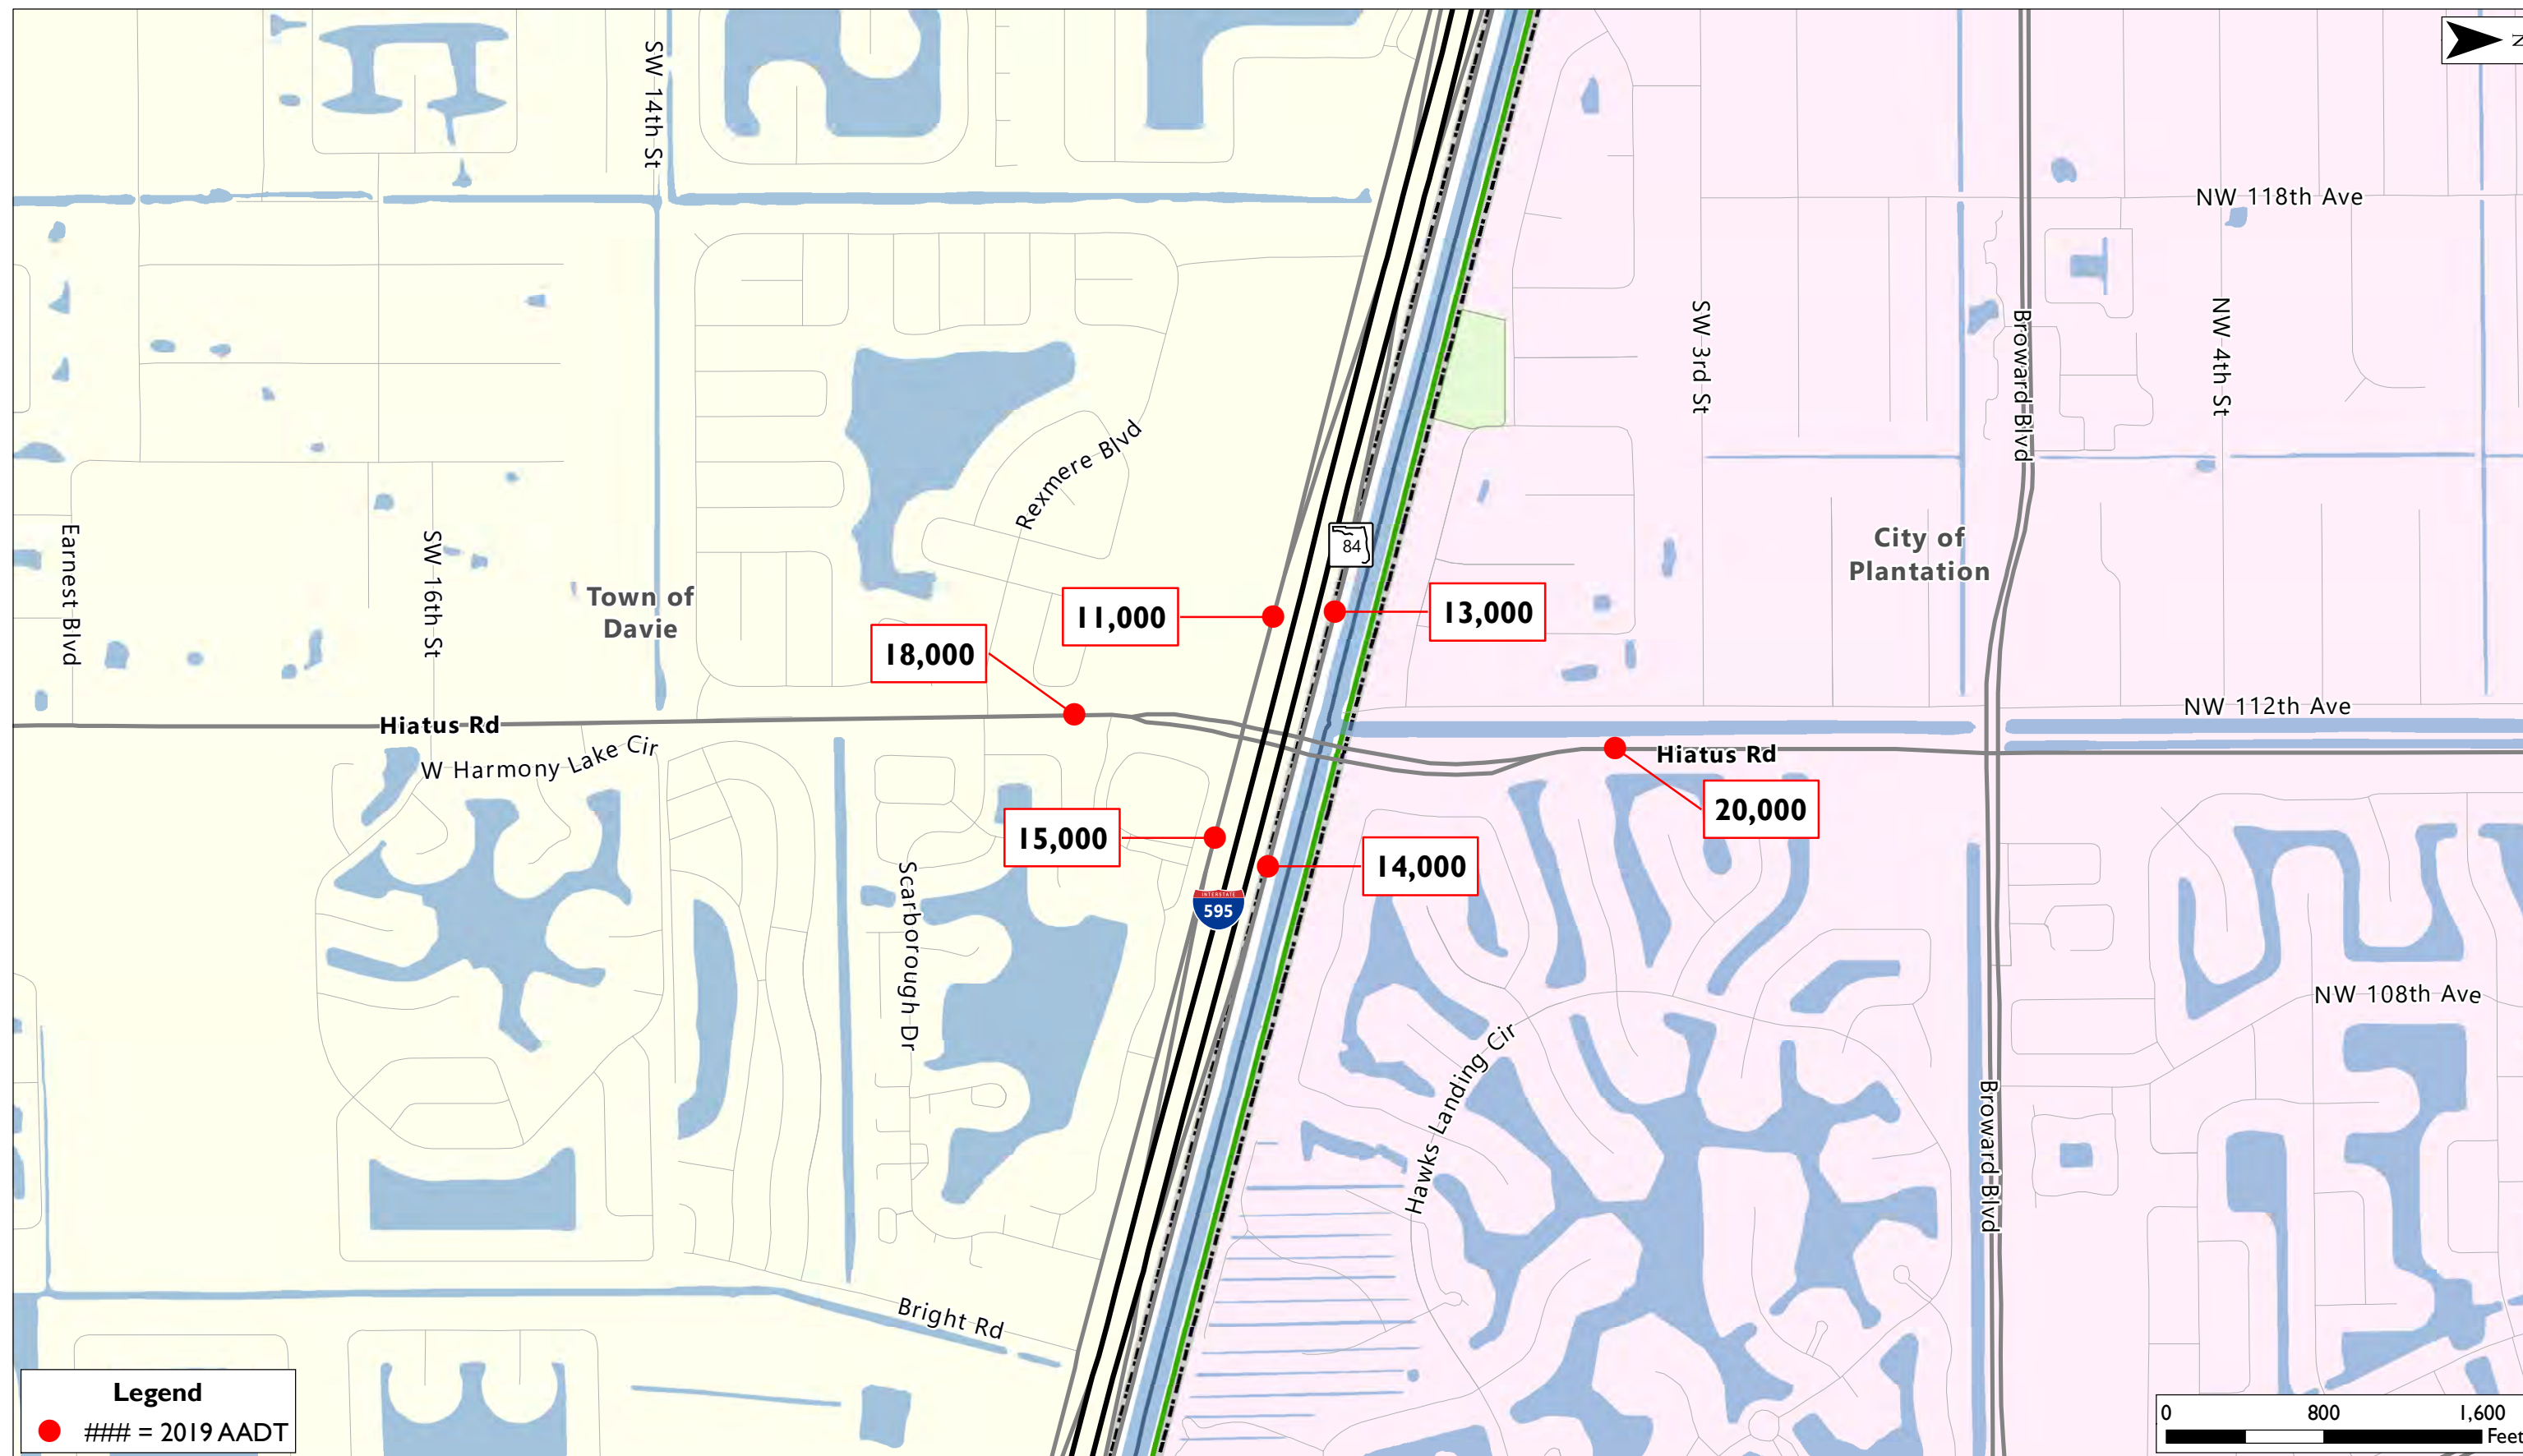 SW 14th St
N
NW 118th Ave
SW 3rd St
Broward Blvd
NW 4th St
Rexmere Blvd
Earnest Blvd
SW 16th St
Town of
Davie
84
City of
Plantation
11,000
13,000
18,000
Hiatus Rd
NW 112th Ave
W Harmony Lake Cir
Hiatus Rd
20,000
15,000
14,000
Scarborough Dr
INTERSTATE
595
NW 108th Ave
Hawks Landing Cir
Broward Blvd
Bright Rd
Legend
### = 2019 AADT
0 800 1,600
Feet